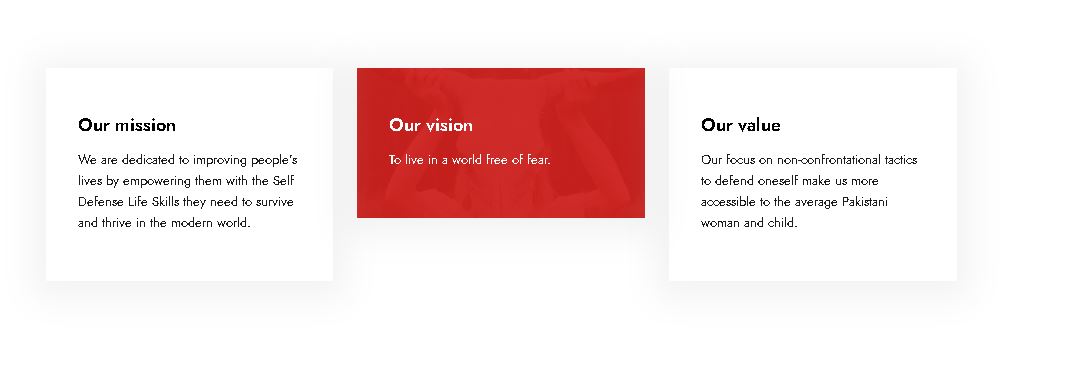 Our mission
We are dedicated to improving people's
lives by empowering them with the Self
Defense Life Skills they need to survive
and thrive in the modern world.
Our vision
To live in a world free of fear.
Our value
Our focus on non-confrontational tactics
to defend oneself make us more
accessible to the average Pakistani
woman and child.